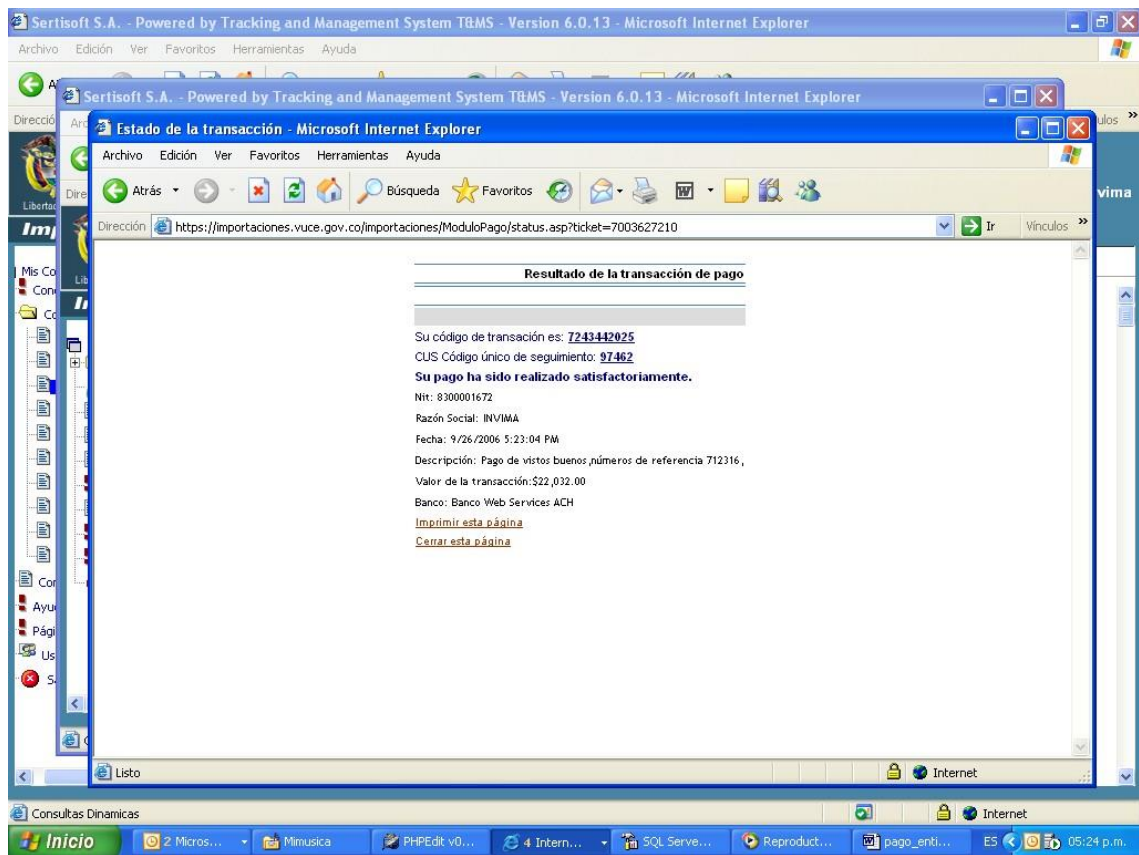 Sertisoft S.A. - Powered by Tracking and Management System T&MS - Version 6.0.13 - Microsoft Internet Explorer
Archivo Edición Ver Favoritos Herramientas Ayuda
Sertisoft S.A. - Powered by Tracking and Management System T&MS - Version 6.0.13 - Microsoft Internet Explorer
Estado de la transacción - Microsoft Internet Explorer
Archivo Edición Ver Favoritos Herramientas Ayuda
Atrás Búsqueda Favoritos
Dirección https://importaciones.vuce.gov.co/importaciones/ModuloPago/status.asp?ticket=7003627210 Ir Vínculos
Resultado de la transacción de pago
Su código de transación es: 7243442025
CUS Código único de seguimiento: 97462
Su pago ha sido realizado satisfactoriamente.
Nit: 8300001672
Razón Social: INVIMA
Fecha: 9/26/2006 5:23:04 PM
Descripción: Pago de vistos buenos ,números de referencia 712316 ,
Valor de la transacción:$22,032.00
Banco: Banco Web Services ACH
Imprimir esta página
Cerrar esta página
Mis Co
Listo Internet
Consultas Dinamicas Internet
Inicio 2 Micros... Mimusica PHPEdit v0... 4 Intern... SQL Serve... Reproduct... pago_enti... ES 05:24 p.m.